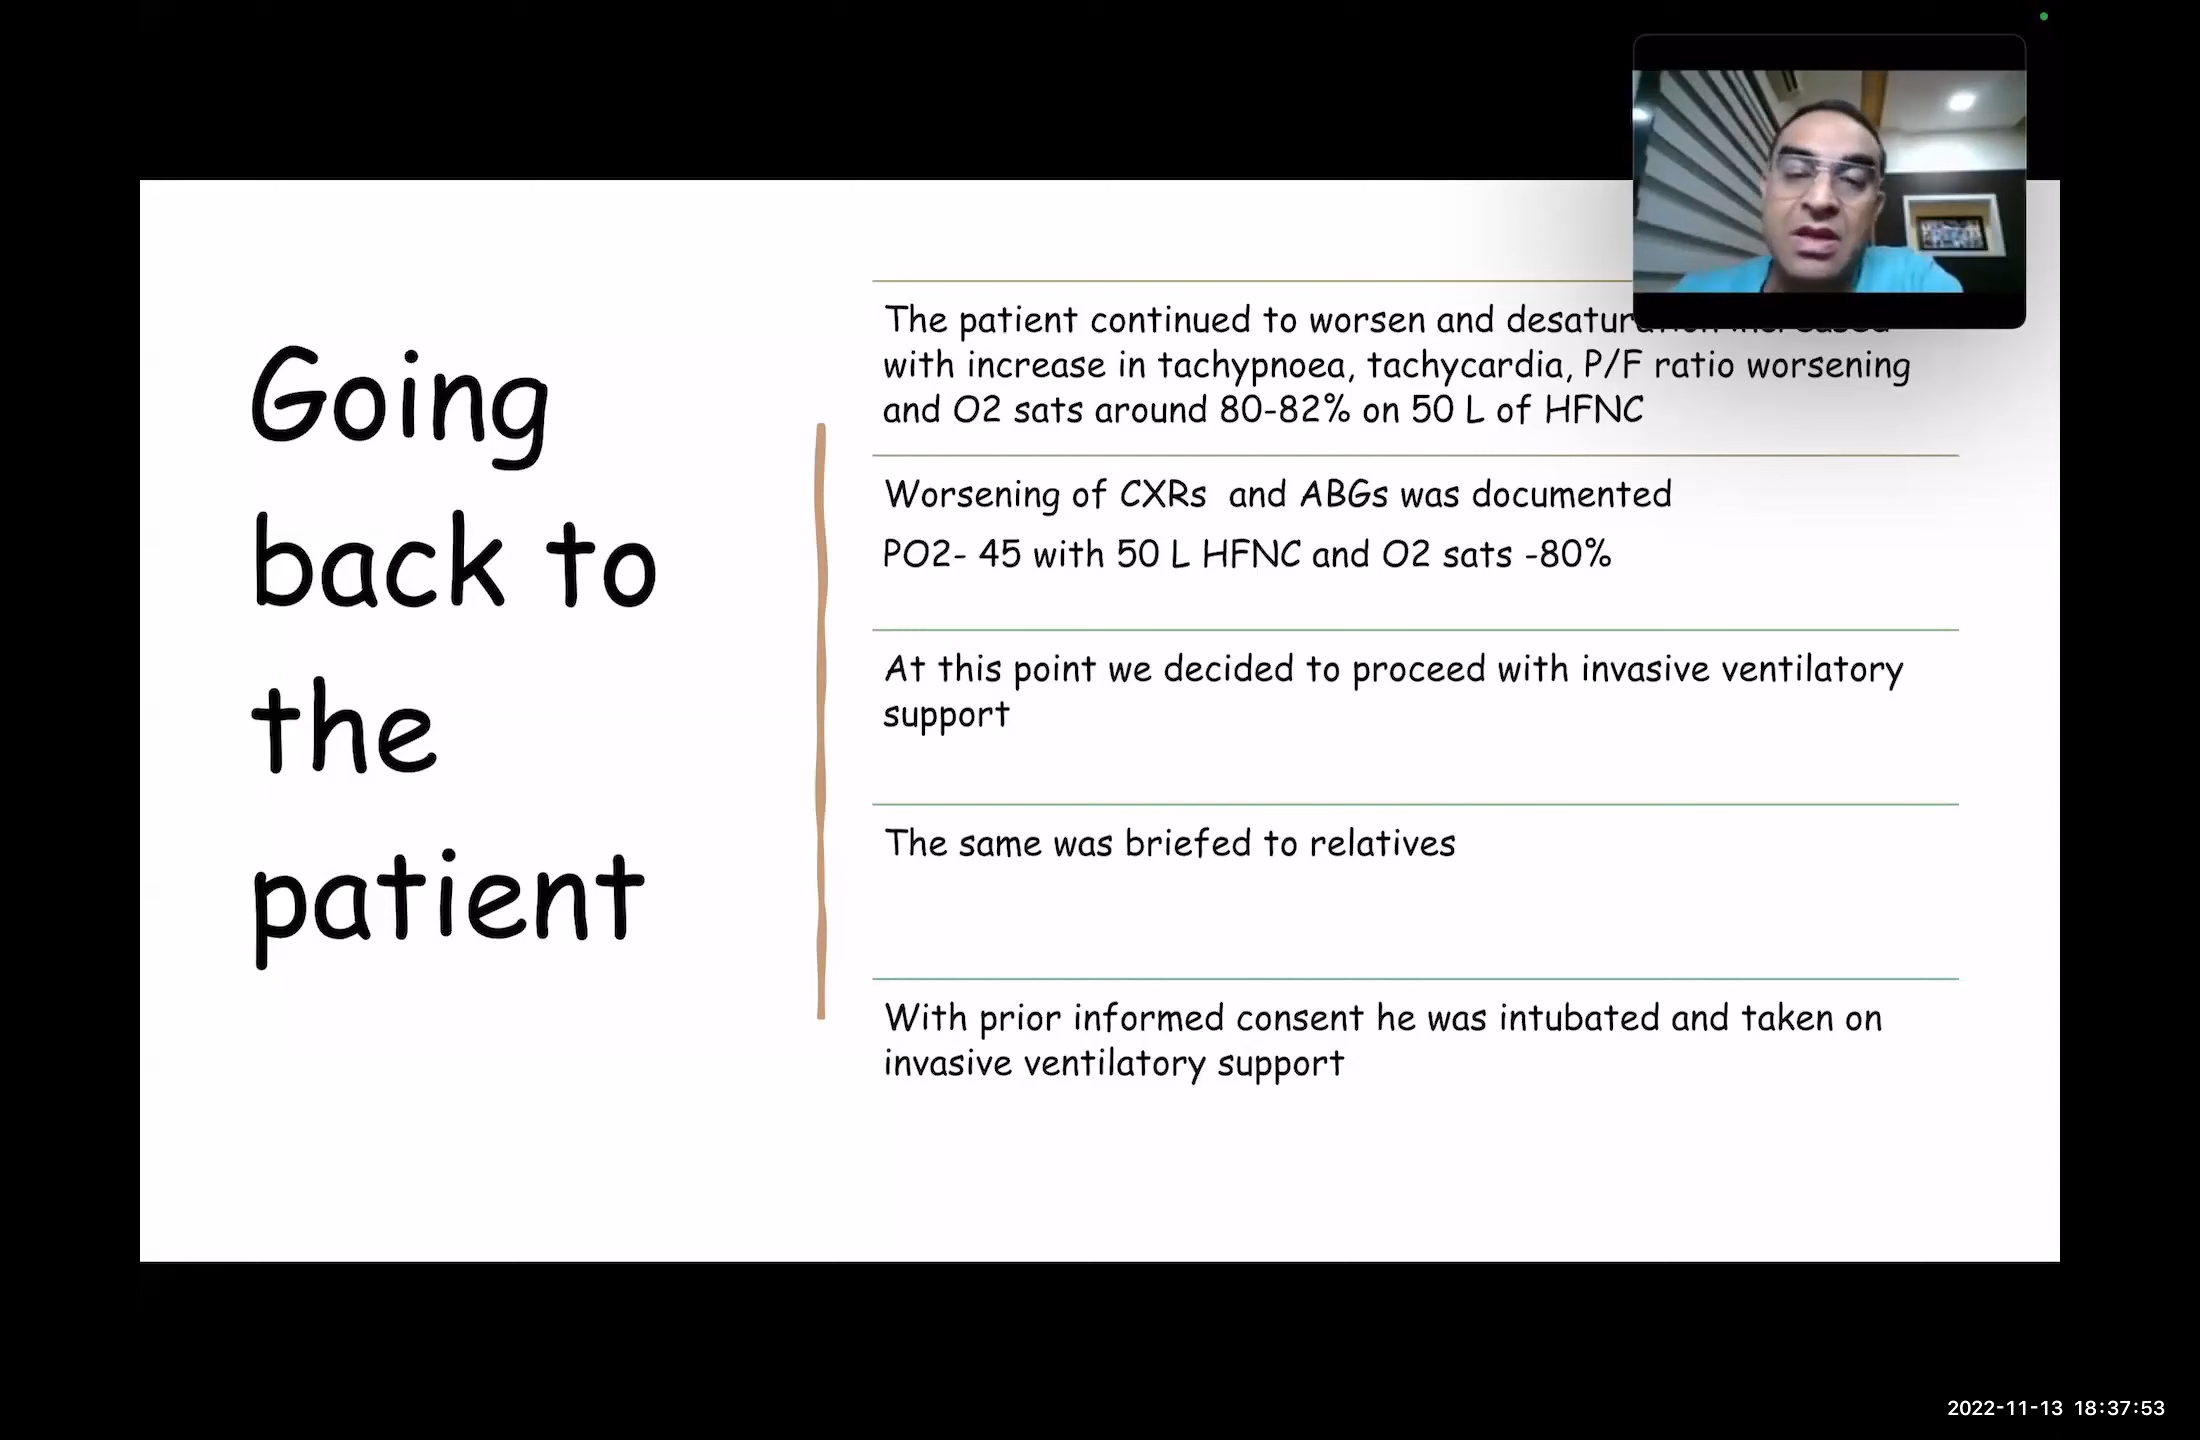 Going
back to
the
patient
The patient continued to worsen and
with increase in tachypnoea, tachycardia, P/F ratio worsening
and O2 sats around 80-82% on 50 L of HFNC
Worsening of CXRs and ABGs was documented
PO2- 45 with 50 L HFNC and O2 sats -80%
At this point we decided to proceed with invasive ventilatory
support
The same was briefed to relatives
With prior informed consent he was intubated and taken on
invasive ventilatory support
2022-11-13 18:37:53